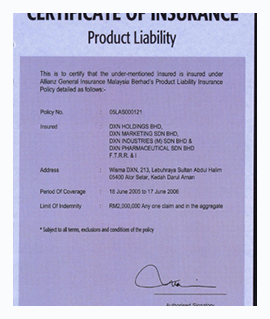 CERTIFICATE OF INSURANCE
Product Liability
This is to certify that the under-mentioned Insured is insured under
Allianz General Insurance Malaysia Berhad's Product Liability Insurance
Policy detailed as follows:-
Policy No. : 05LAS000121
Insured : DXN HOLDINGS BHD,
DXN MARKETING SDN BHD,
DXN INDUSTRIES (M) SDN BHD &
DXN PHARMACEUTICAL SDN BHD
F.T.R.R. & I
Address : Wisma DXN, 213, Lebuhraya Sultan Abdul Halim
05400 Alor Setar, Kedah Darul Aman
Period Of Coverage : 18 June 2005 to 17 June 2006
Limit Of Indemnity : RM2,000,000 Any one claim and in the aggregate
* Subject to all terms, exclusions and conditions of the policy
Authorised Signatory